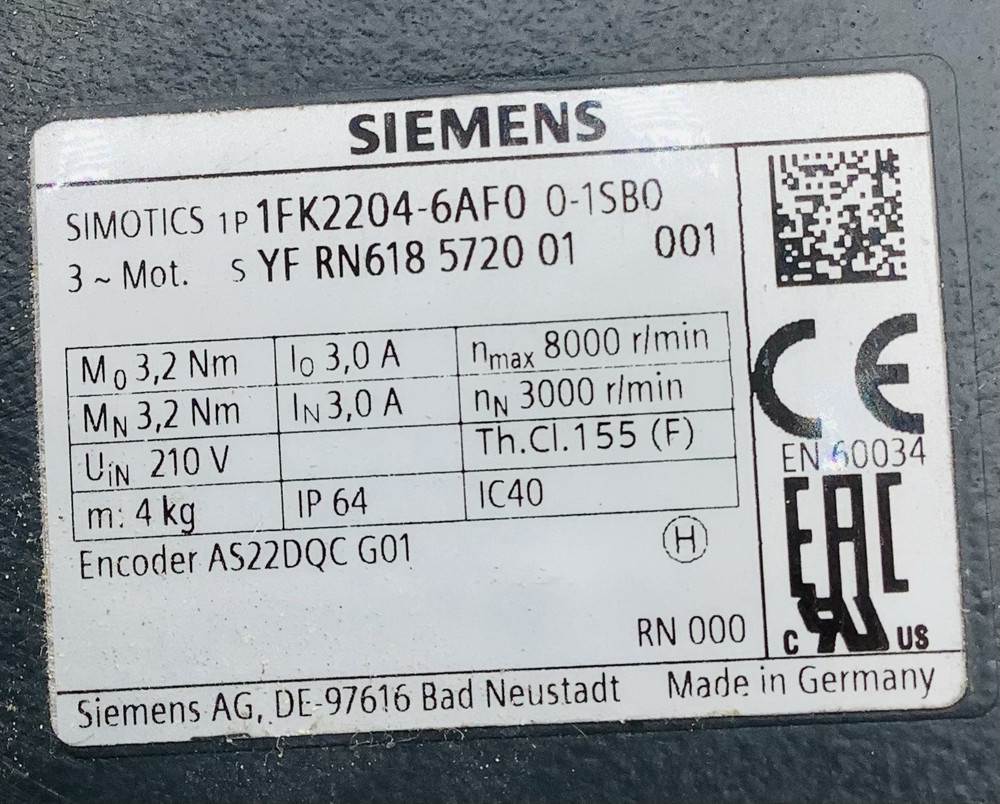 SIEMENS
SIMOTICS 1P 1FK2204-6AF0 0-1SB0
3 ~ Mot. S YF RN618 5720 01 001
M0 3,2 Nm I0 3,0 A nmax 8000 r/min
MN 3,2 Nm IN 3,0 A nN 3000 r/min
UiN 210 V Th.Cl.155 (F)
m: 4 kg IP 64 IC40
Encoder AS22DQC G01 H
RN 000
CE
EN 60034
EAC
C RU US
Siemens AG, DE-97616 Bad Neustadt Made in Germany